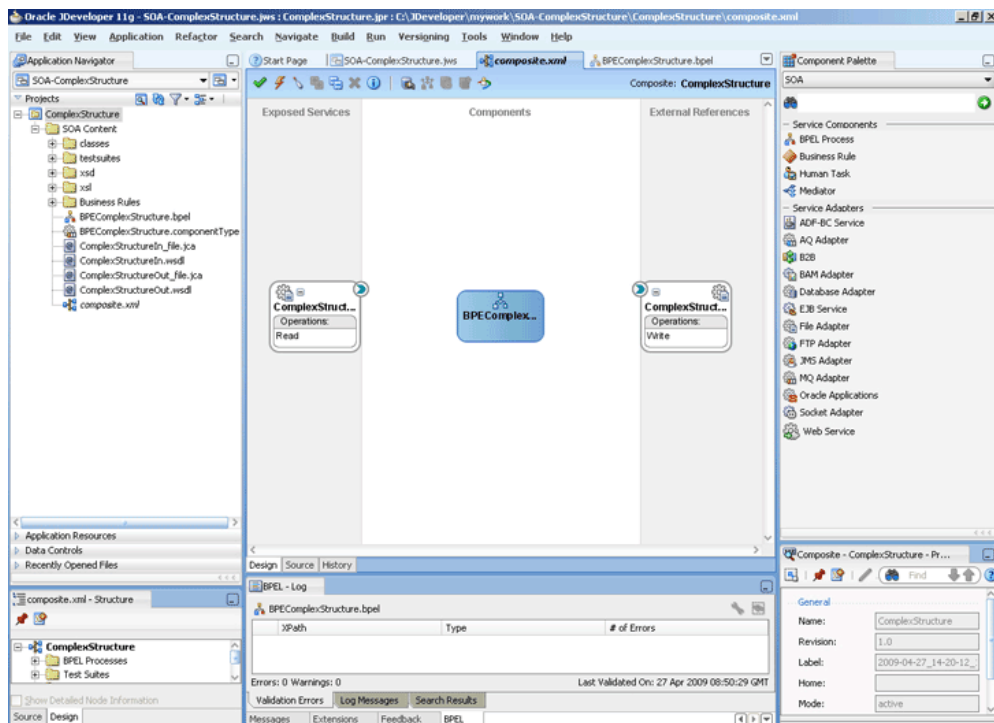 Oracle JDeveloper 11g - SOA-ComplexStructure.jws : ComplexStructure.jpr : C:\JDeveloper\mywork\SOA-ComplexStructure\ComplexStructure\composite.xml
File Edit View Application Refactor Search Navigate Build Run Versioning Tools Window Help
Application Navigator
SOA-ComplexStructure
Projects
ComplexStructure
SOA Content
classes
testsuites
xsd
xsl
Business Rules
BPEComplexStructure.bpel
BPEComplexStructure.componentType
ComplexStructureIn_file.jca
ComplexStructureIn.wsdl
ComplexStructureOut_file.jca
ComplexStructureOut.wsdl
composite.xml
Application Resources
Data Controls
Recently Opened Files
composite.xml - Structure
ComplexStructure
BPEL Processes
Test Suites
Show Detailed Node Information
Source Design
Start Page SOA-ComplexStructure.jws composite.xml BPEComplexStructure.bpel
Composite: ComplexStructure
Exposed Services Components External References
ComplexStruct...
Operations:
Read
BPEComplex...
ComplexStruct...
Operations:
Write
Design Source History
BPEL - Log
BPEComplexStructure.bpel
XPath Type # of Errors
Errors: 0 Warnings: 0 Last Validated On: 27 Apr 2009 08:50:29 GMT
Validation Errors Log Messages Search Results
Messages Extensions Feedback BPEL
Component Palette
SOA
Service Components
BPEL Process
Business Rule
Human Task
Mediator
Service Adapters
ADF-BC Service
AQ Adapter
B2B
BAM Adapter
Database Adapter
EJB Service
File Adapter
FTP Adapter
JMS Adapter
MQ Adapter
Oracle Applications
Socket Adapter
Web Service
Composite - ComplexStructure - Pr...
Find
General
Name: ComplexStructure
Revision: 1.0
Label: 2009-04-27_14-20-12_
Home:
Mode: active